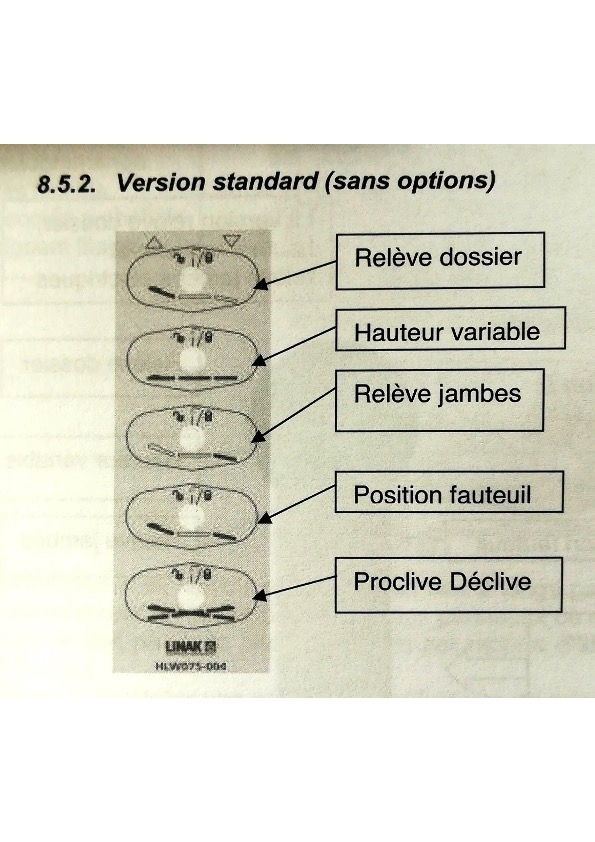 8.5.2. Version standard (sans options)
Relève dossier
Hauteur variable
Relève jambes
Position fauteuil
Proclive Déclive
LINAK
HLW075-004